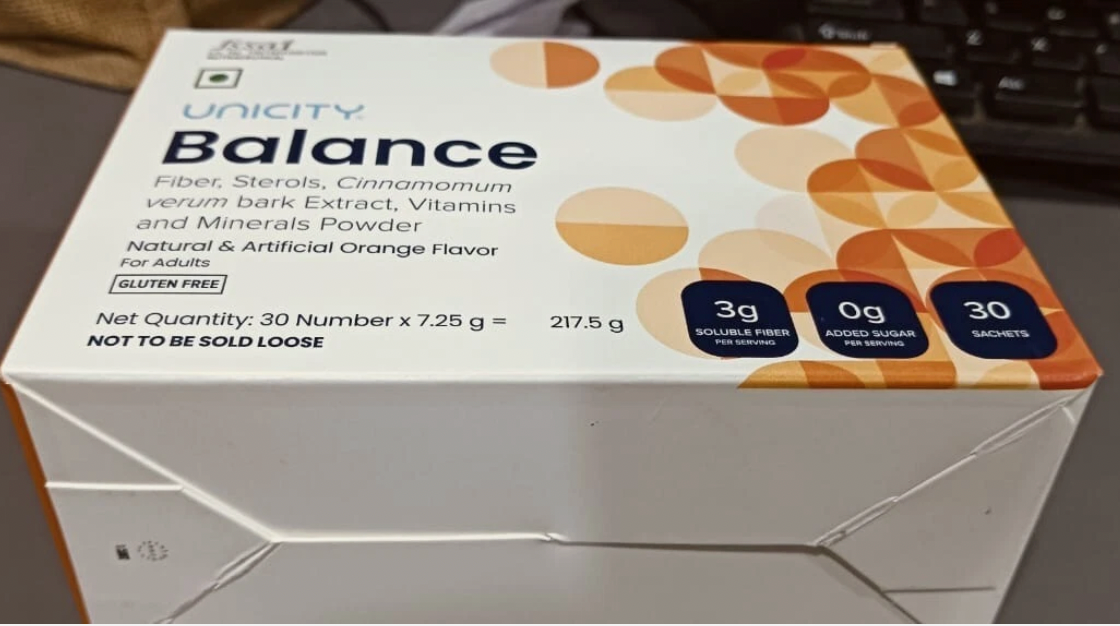 fssai
UNICITY
Balance
Fiber, Sterols, Cinnamomum
verum bark Extract, Vitamins
and Minerals Powder
Natural & Artificial Orange Flavor
For Adults
GLUTEN FREE
Net Quantity: 30 Number x 7.25 g = 217.5 g
NOT TO BE SOLD LOOSE
3g
SOLUBLE FIBER
PER SERVING
0g
ADDED SUGAR
PER SERVING
30
SACHETS